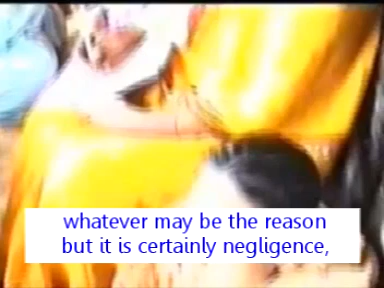 whatever may be the reason
but it is certainly negligence,